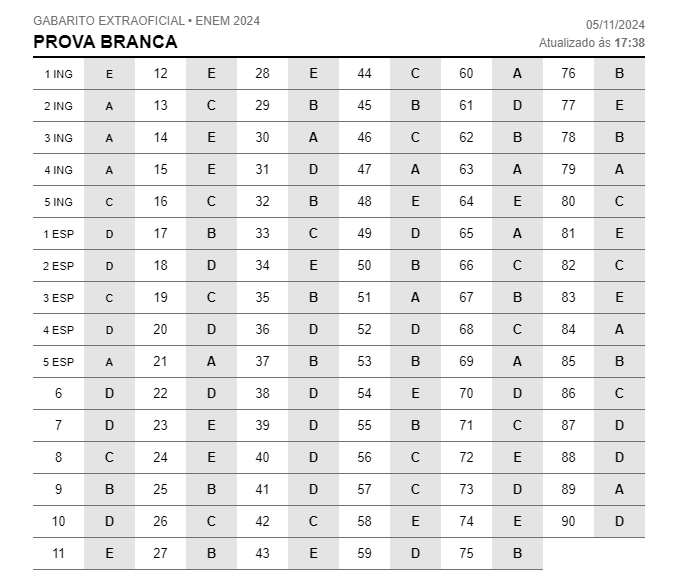 GABARITO EXTRAOFICIAL • ENEM 2024
05/11/2024
PROVA BRANCA
Atualizado às 17:38
1 ING E 12 E 28 E 44 C 60 A 76 B
2 ING A 13 C 29 B 45 B 61 D 77 E
3 ING A 14 E 30 A 46 C 62 B 78 B
4 ING A 15 E 31 D 47 A 63 A 79 A
5 ING C 16 C 32 B 48 E 64 E 80 C
1 ESP D 17 B 33 C 49 D 65 A 81 E
2 ESP D 18 D 34 E 50 B 66 C 82 C
3 ESP C 19 C 35 B 51 A 67 B 83 E
4 ESP D 20 D 36 D 52 D 68 C 84 A
5 ESP A 21 A 37 B 53 B 69 A 85 B
6 D 22 D 38 D 54 E 70 D 86 C
7 D 23 E 39 D 55 B 71 C 87 D
8 C 24 E 40 D 56 C 72 E 88 D
9 B 25 B 41 D 57 C 73 D 89 A
10 D 26 C 42 C 58 E 74 E 90 D
11 E 27 B 43 E 59 D 75 B